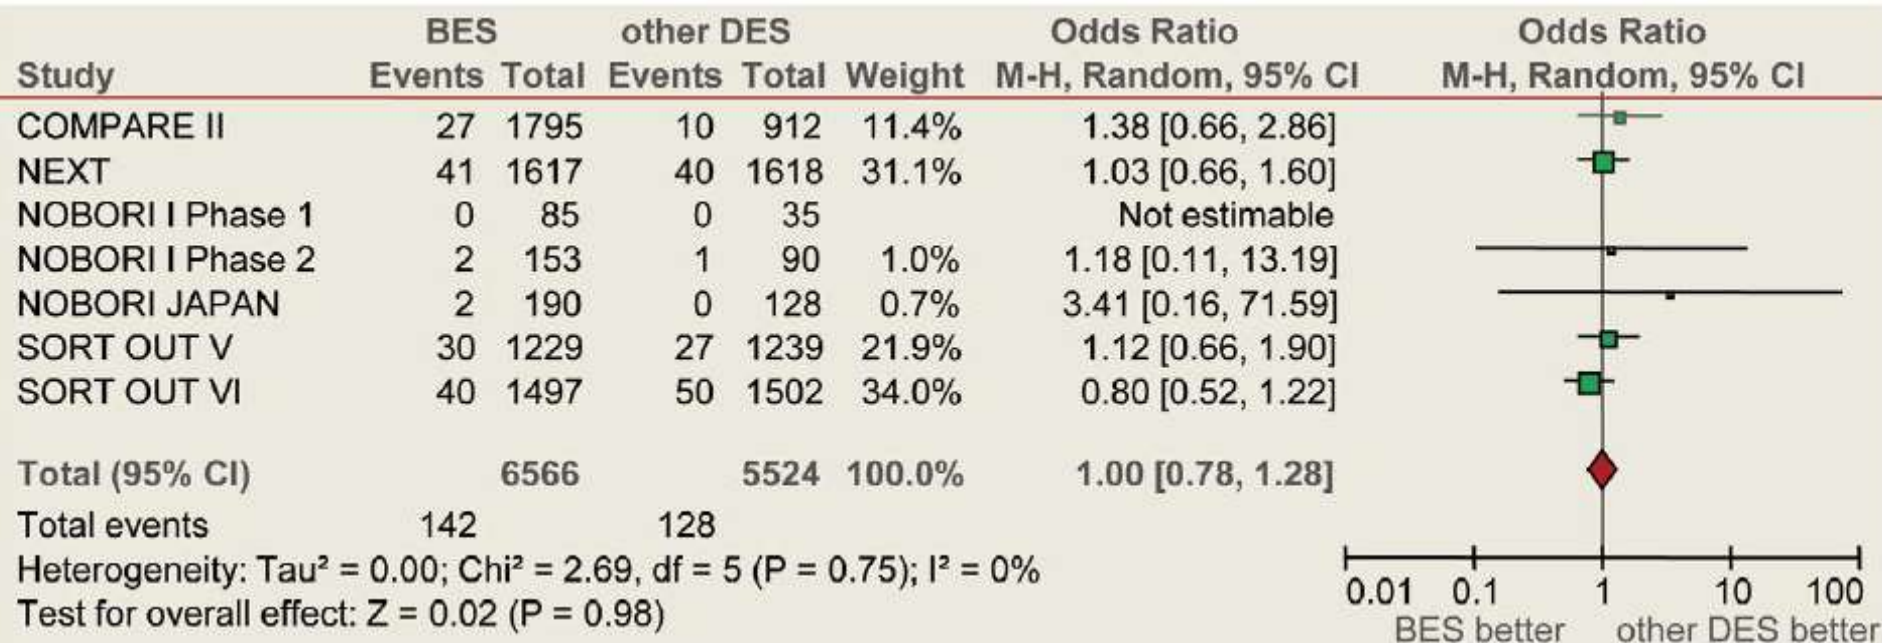 BES other DES Odds Ratio Odds Ratio
Study Events Total Events Total Weight M-H, Random, 95% CI M-H, Random, 95% CI
COMPARE II 27 1795 10 912 11.4% 1.38 [0.66, 2.86]
NEXT 41 1617 40 1618 31.1% 1.03 [0.66, 1.60]
NOBORI I Phase 1 0 85 0 35 Not estimable
NOBORI I Phase 2 2 153 1 90 1.0% 1.18 [0.11, 13.19]
NOBORI JAPAN 2 190 0 128 0.7% 3.41 [0.16, 71.59]
SORT OUT V 30 1229 27 1239 21.9% 1.12 [0.66, 1.90]
SORT OUT VI 40 1497 50 1502 34.0% 0.80 [0.52, 1.22]
Total (95% CI) 6566 5524 100.0% 1.00 [0.78, 1.28]
Total events 142 128
Heterogeneity: Tau² = 0.00; Chi² = 2.69, df = 5 (P = 0.75); I² = 0%
Test for overall effect: Z = 0.02 (P = 0.98)
0.01 0.1 1 10 100
BES better other DES better